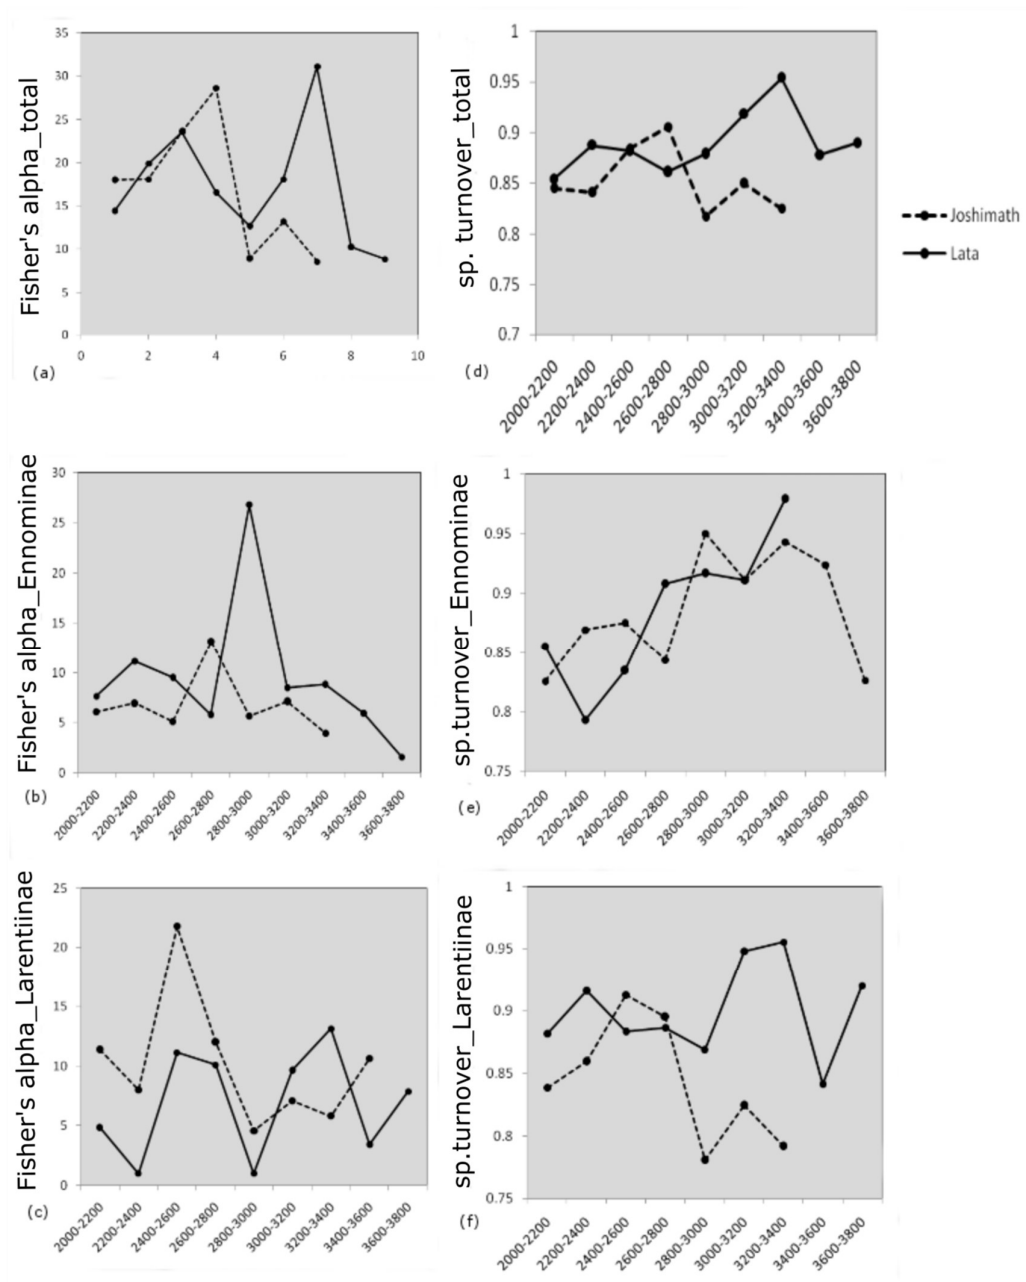 Fisher's alpha_total
35
30
25
20
15
10
5
0
0 2 4 6 8 10
(a)
sp. turnover_total
1
0.95
0.9
0.85
0.8
0.75
0.7
2000-2200 2200-2400 2400-2600 2600-2800 2800-3000 3000-3200 3200-3400 3400-3600 3600-3800
(d)
Joshimath
Lata
Fisher's alpha_Ennominae
30
25
20
15
10
5
0
2000-2200 2200-2400 2400-2600 2600-2800 2800-3000 3000-3200 3200-3400 3400-3600 3600-3800
(b)
sp.turnover_Ennominae
1
0.95
0.9
0.85
0.8
0.75
2000-2200 2200-2400 2400-2600 2600-2800 2800-3000 3000-3200 3200-3400 3400-3600 3600-3800
(e)
Fisher's alpha_Larentiinae
25
20
15
10
5
0
2000-2200 2200-2400 2400-2600 2600-2800 2800-3000 3000-3200 3200-3400 3400-3600 3600-3800
(c)
sp.turnover_Larentiinae
1
0.95
0.9
0.85
0.8
0.75
2000-2200 2200-2400 2400-2600 2600-2800 2800-3000 3000-3200 3200-3400 3400-3600 3600-3800
(f)